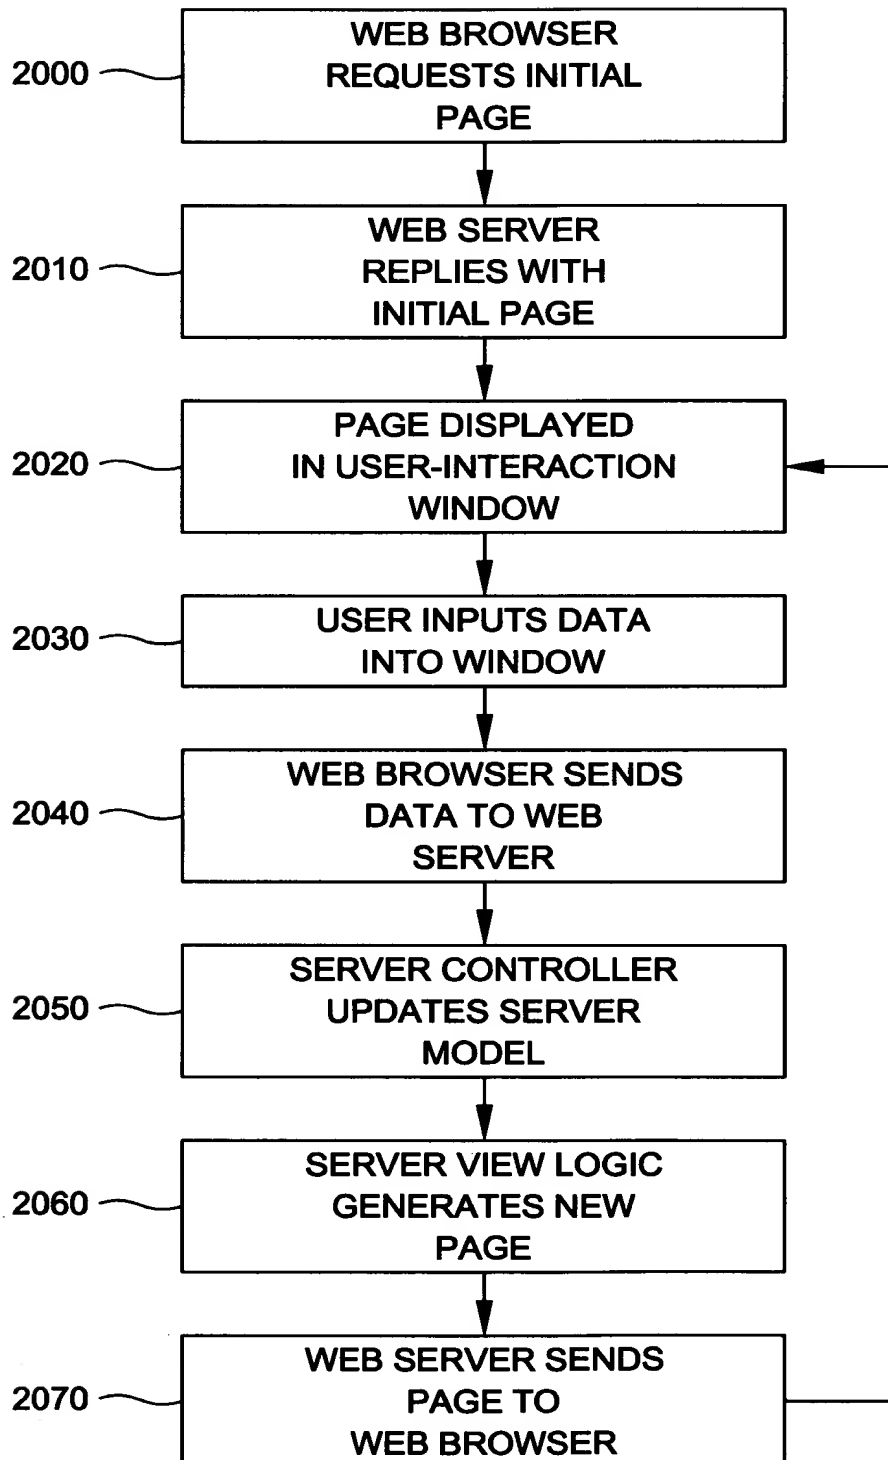 2000
WEB BROWSER
REQUESTS INITIAL
PAGE
2010
WEB SERVER
REPLIES WITH
INITIAL PAGE
2020
PAGE DISPLAYED
IN USER-INTERACTION
WINDOW
2030
USER INPUTS DATA
INTO WINDOW
2040
WEB BROWSER SENDS
DATA TO WEB
SERVER
2050
SERVER CONTROLLER
UPDATES SERVER
MODEL
2060
SERVER VIEW LOGIC
GENERATES NEW
PAGE
2070
WEB SERVER SENDS
PAGE TO
WEB BROWSER